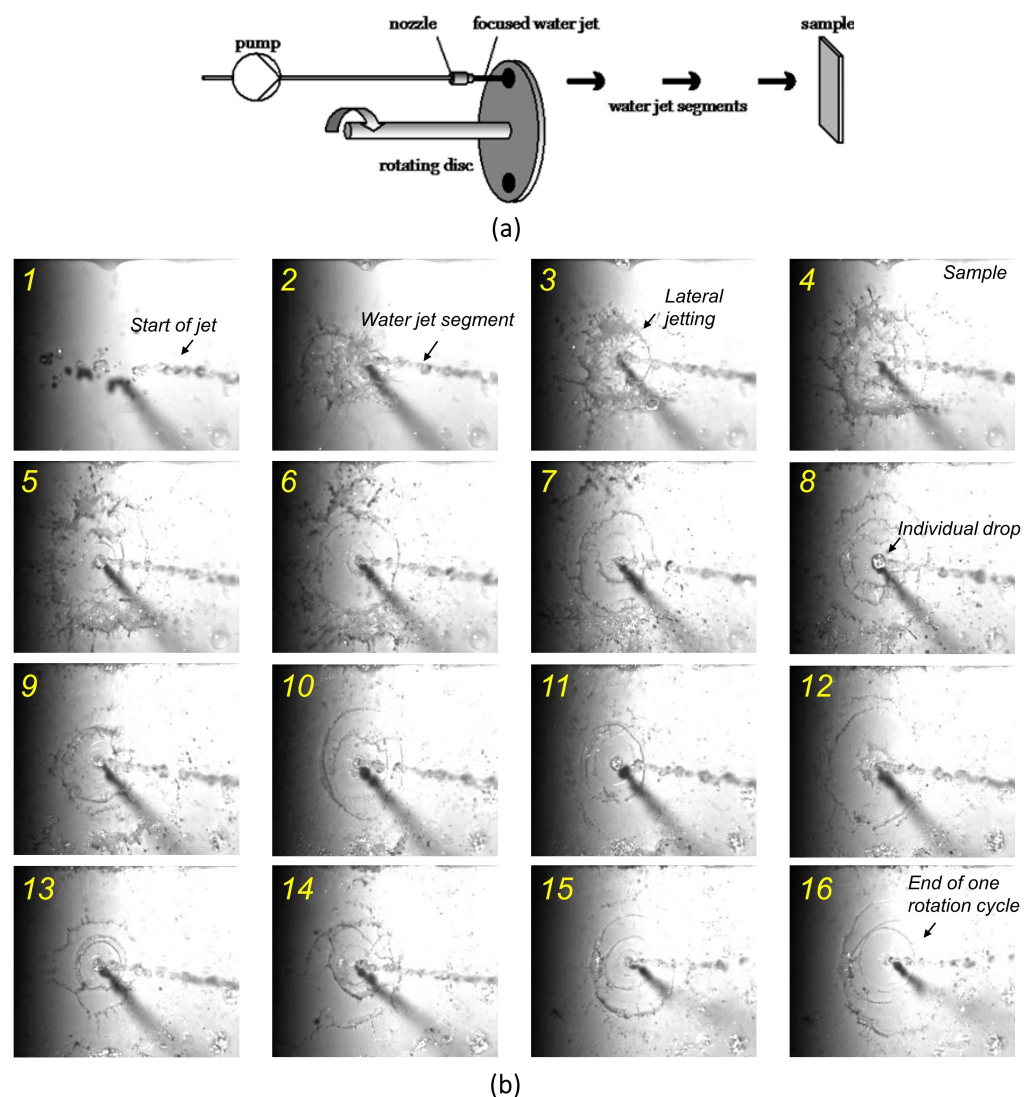 nozzle
focused water jet
sample
pump
water jet segments
rotating disc
(a)
1
Start of jet
2
Water jet segment
3
Lateral
jetting
4
Sample
5
6
7
8
Individual drop
9
10
11
12
13
14
15
16
End of one
rotation cycle
(b)